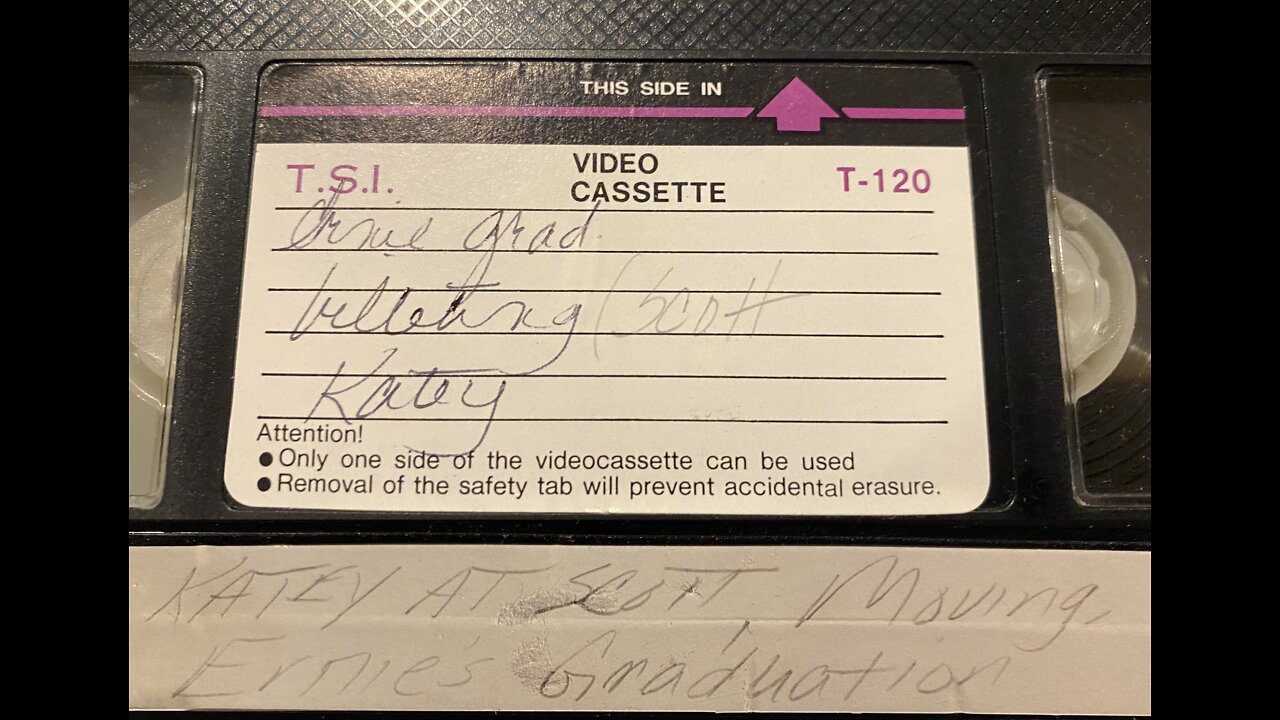 THIS SIDE IN
T.S.I. VIDEO CASSETTE T-120
Ernie grad.
billeting (Scott
Katey
Attention!
● Only one side of the videocassette can be used
● Removal of the safety tab will prevent accidental erasure.
KATEY AT SCOTT, Moving,
Ernie's Graduation